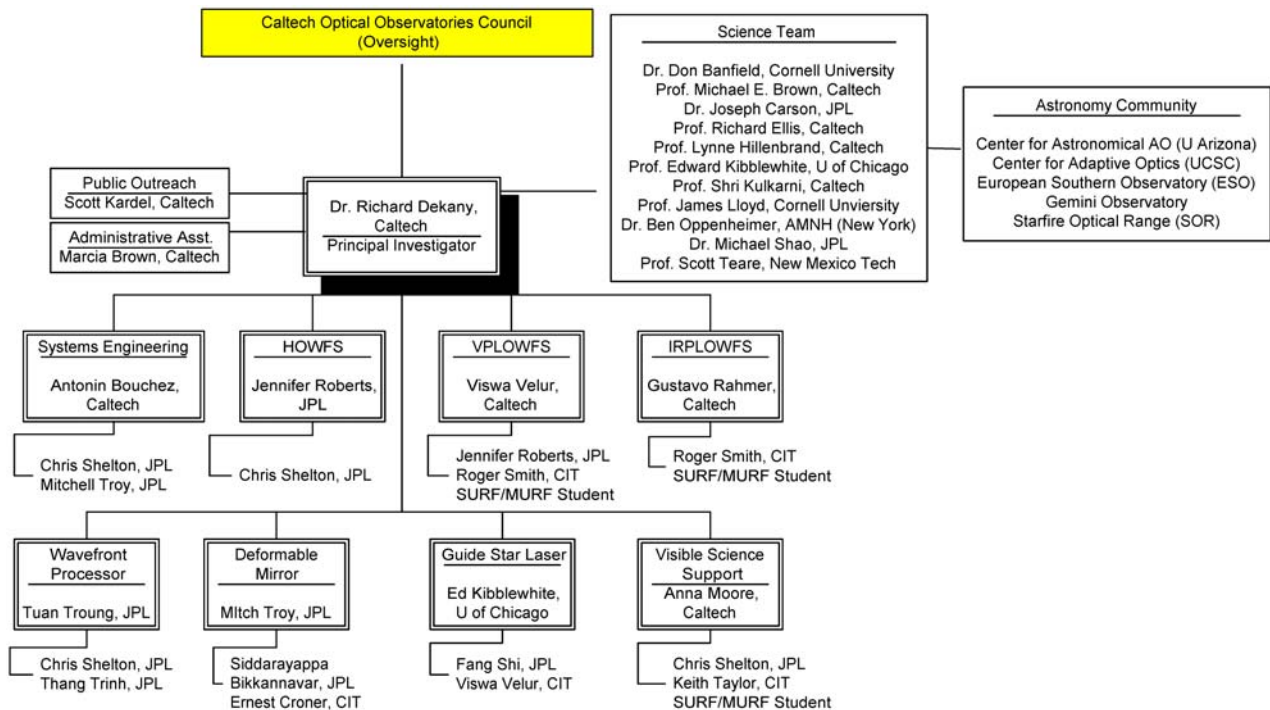 Caltech Optical Observatories Council
(Oversight)
Science Team
Dr. Don Banfield, Cornell University
Prof. Michael E. Brown, Caltech
Dr. Joseph Carson, JPL
Prof. Richard Ellis, Caltech
Prof. Lynne Hillenbrand, Caltech
Prof. Edward Kibblewhite, U of Chicago
Prof. Shri Kulkarni, Caltech
Prof. James Lloyd, Cornell Unviersity
Dr. Ben Oppenheimer, AMNH (New York)
Dr. Michael Shao, JPL
Prof. Scott Teare, New Mexico Tech
Astronomy Community
Center for Astronomical AO (U Arizona)
Center for Adaptive Optics (UCSC)
European Southern Observatory (ESO)
Gemini Observatory
Starfire Optical Range (SOR)
Public Outreach
Scott Kardel, Caltech
Administrative Asst.
Marcia Brown, Caltech
Dr. Richard Dekany,
Caltech
Principal Investigator
Systems Engineering
Antonin Bouchez,
Caltech
Chris Shelton, JPL
Mitchell Troy, JPL
HOWFS
Jennifer Roberts,
JPL
Chris Shelton, JPL
VPLOWFS
Viswa Velur,
Caltech
Jennifer Roberts, JPL
Roger Smith, CIT
SURF/MURF Student
IRPLOWFS
Gustavo Rahmer,
Caltech
Roger Smith, CIT
SURF/MURF Student
Wavefront
Processor
Tuan Troung, JPL
Chris Shelton, JPL
Thang Trinh, JPL
Deformable
Mirror
MItch Troy, JPL
Siddarayappa
Bikkannavar, JPL
Ernest Croner, CIT
Guide Star Laser
Ed Kibblewhite,
U of Chicago
Fang Shi, JPL
Viswa Velur, CIT
Visible Science
Support
Anna Moore,
Caltech
Chris Shelton, JPL
Keith Taylor, CIT
SURF/MURF Student